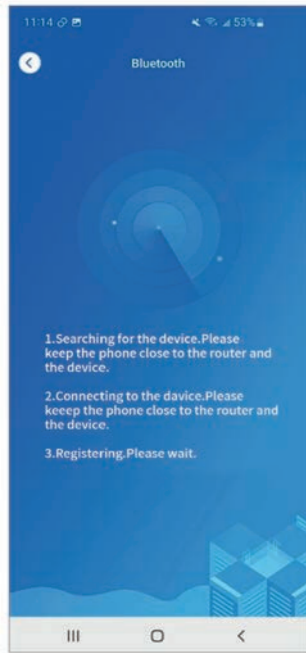 11:14 53%
Bluetooth
1.Searching for the device.Please
keep the phone close to the router and
the device.
2.Connecting to the davice.Please
keeep the phone close to the router and
the device.
3.Registering.Please wait.